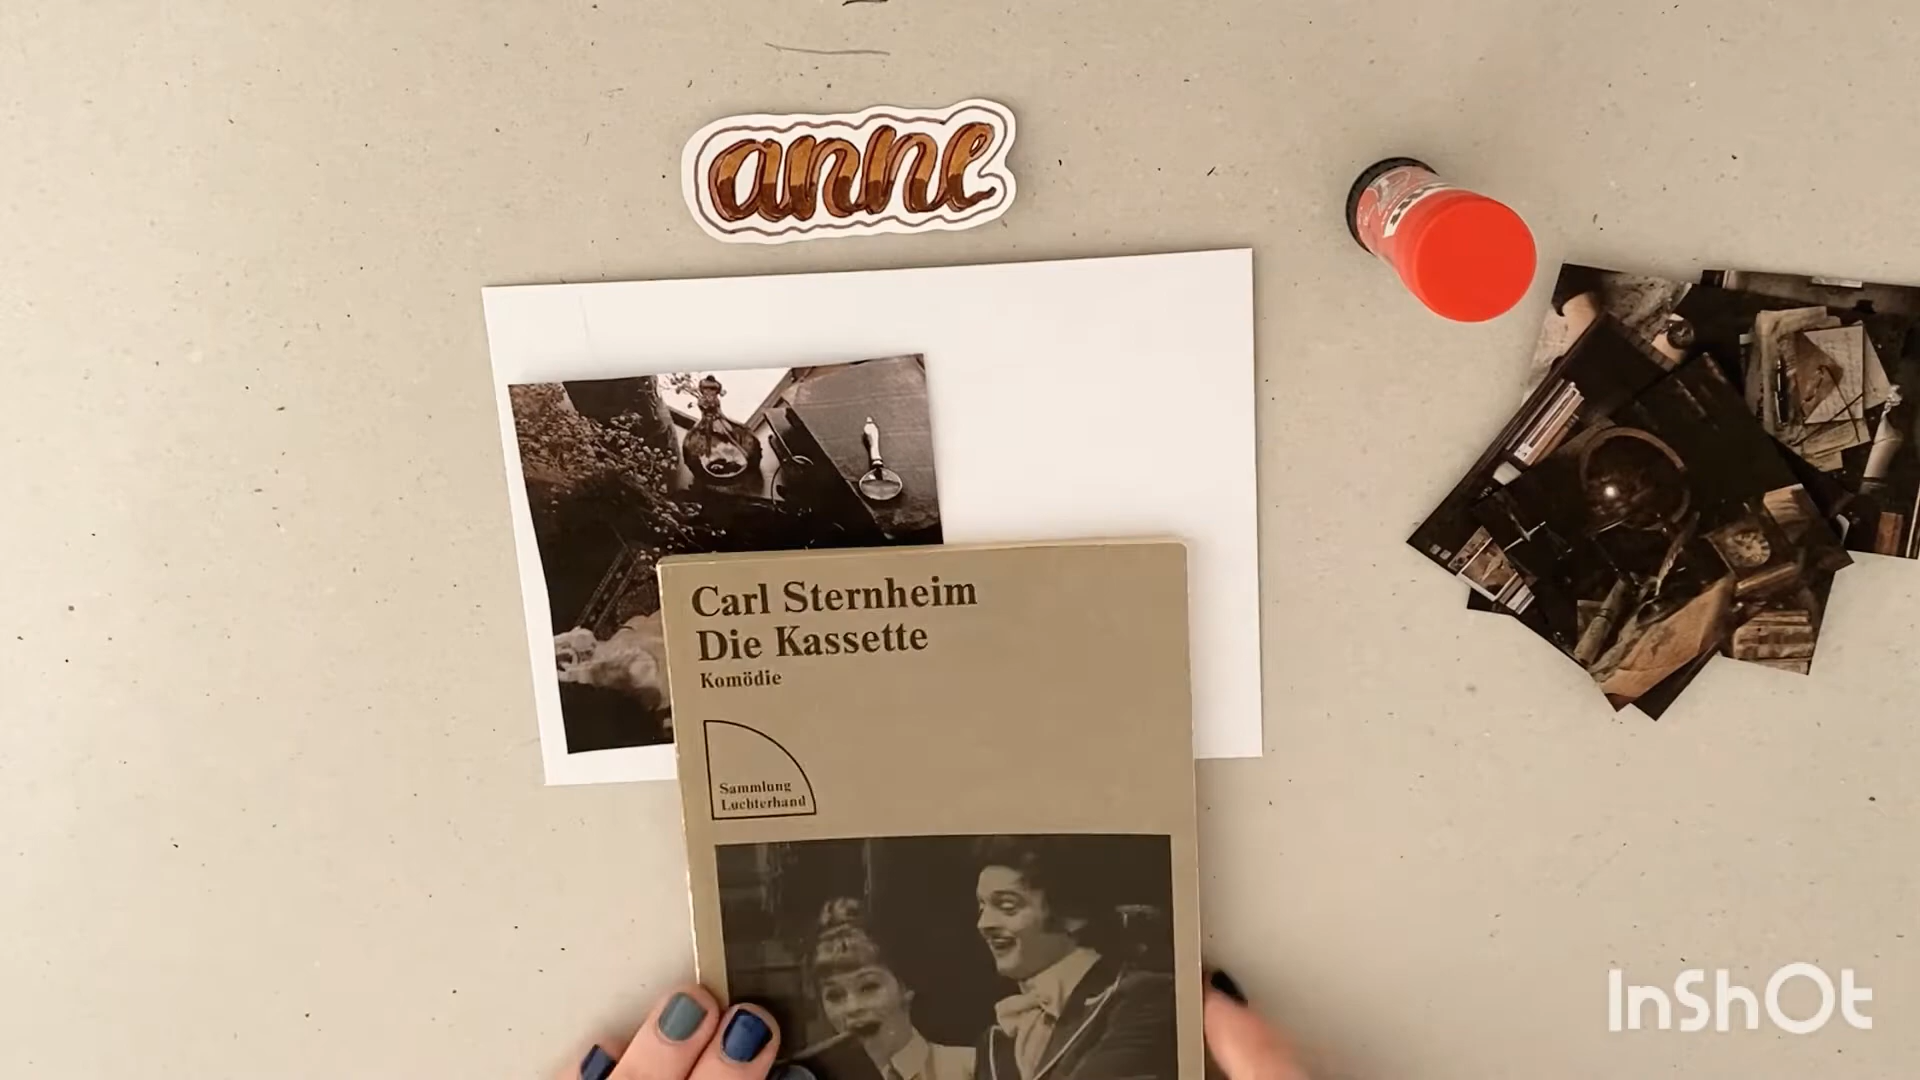 anne
Carl Sternheim
Die Kassette
Komödie
Sammlung
Luchterhand
InShOt